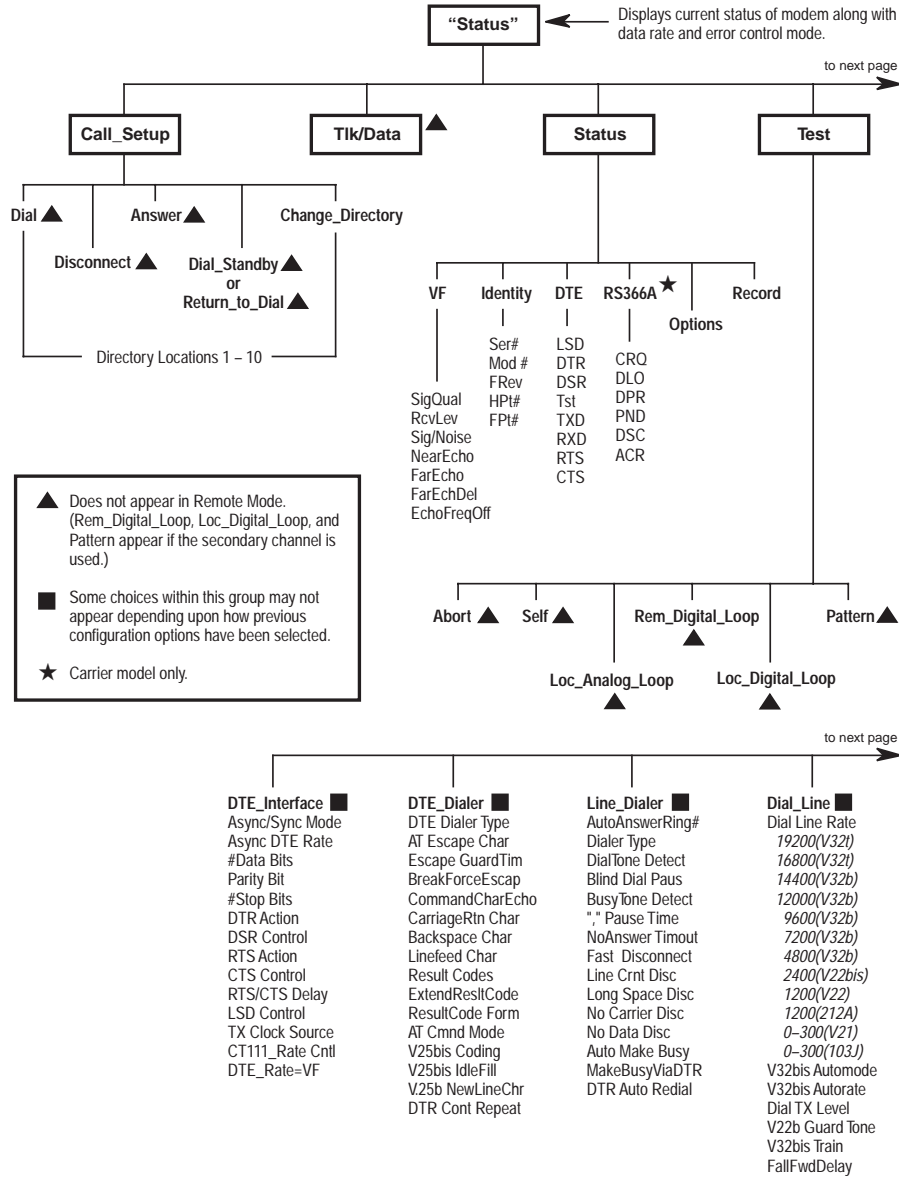 “Status”
Displays current status of modem along with
data rate and error control mode.
to next page
Call_Setup
Tlk/Data ▲
Status
Test
Dial ▲
Answer ▲
Change_Directory
Disconnect ▲
Dial_Standby ▲
or
Return_to_Dial ▲
Directory Locations 1 – 10
VF
Identity
DTE
RS366A ★
Options
Record
SigQual
RcvLev
Sig/Noise
NearEcho
FarEcho
FarEchDel
EchoFreqOff
Ser#
Mod #
FRev
HPt#
FPt#
LSD
DTR
DSR
Tst
TXD
RXD
RTS
CTS
CRQ
DLO
DPR
PND
DSC
ACR
▲ Does not appear in Remote Mode.
(Rem_Digital_Loop, Loc_Digital_Loop, and
Pattern appear if the secondary channel is
used.)
■ Some choices within this group may not
appear depending upon how previous
configuration options have been selected.
★ Carrier model only.
Abort ▲
Self ▲
Rem_Digital_Loop ▲
Pattern ▲
Loc_Analog_Loop ▲
Loc_Digital_Loop ▲
to next page
DTE_Interface ■
Async/Sync Mode
Async DTE Rate
#Data Bits
Parity Bit
#Stop Bits
DTR Action
DSR Control
RTS Action
CTS Control
RTS/CTS Delay
LSD Control
TX Clock Source
CT111_Rate Cntl
DTE_Rate=VF
DTE_Dialer ■
DTE Dialer Type
AT Escape Char
Escape GuardTim
BreakForceEscap
CommandCharEcho
CarriageRtn Char
Backspace Char
Linefeed Char
Result Codes
ExtendResltCode
ResultCode Form
AT Cmnd Mode
V25bis Coding
V25bis IdleFill
V.25b NewLineChr
DTR Cont Repeat
Line_Dialer ■
AutoAnswerRing#
Dialer Type
DialTone Detect
Blind Dial Paus
BusyTone Detect
"," Pause Time
NoAnswer Timout
Fast Disconnect
Line Crnt Disc
Long Space Disc
No Carrier Disc
No Data Disc
Auto Make Busy
MakeBusyViaDTR
DTR Auto Redial
Dial_Line ■
Dial Line Rate
19200(V32t)
16800(V32t)
14400(V32b)
12000(V32b)
9600(V32b)
7200(V32b)
4800(V32b)
2400(V22bis)
1200(V22)
1200(212A)
0–300(V21)
0–300(103J)
V32bis Automode
V32bis Autorate
Dial TX Level
V22b Guard Tone
V32bis Train
FallFwdDelay